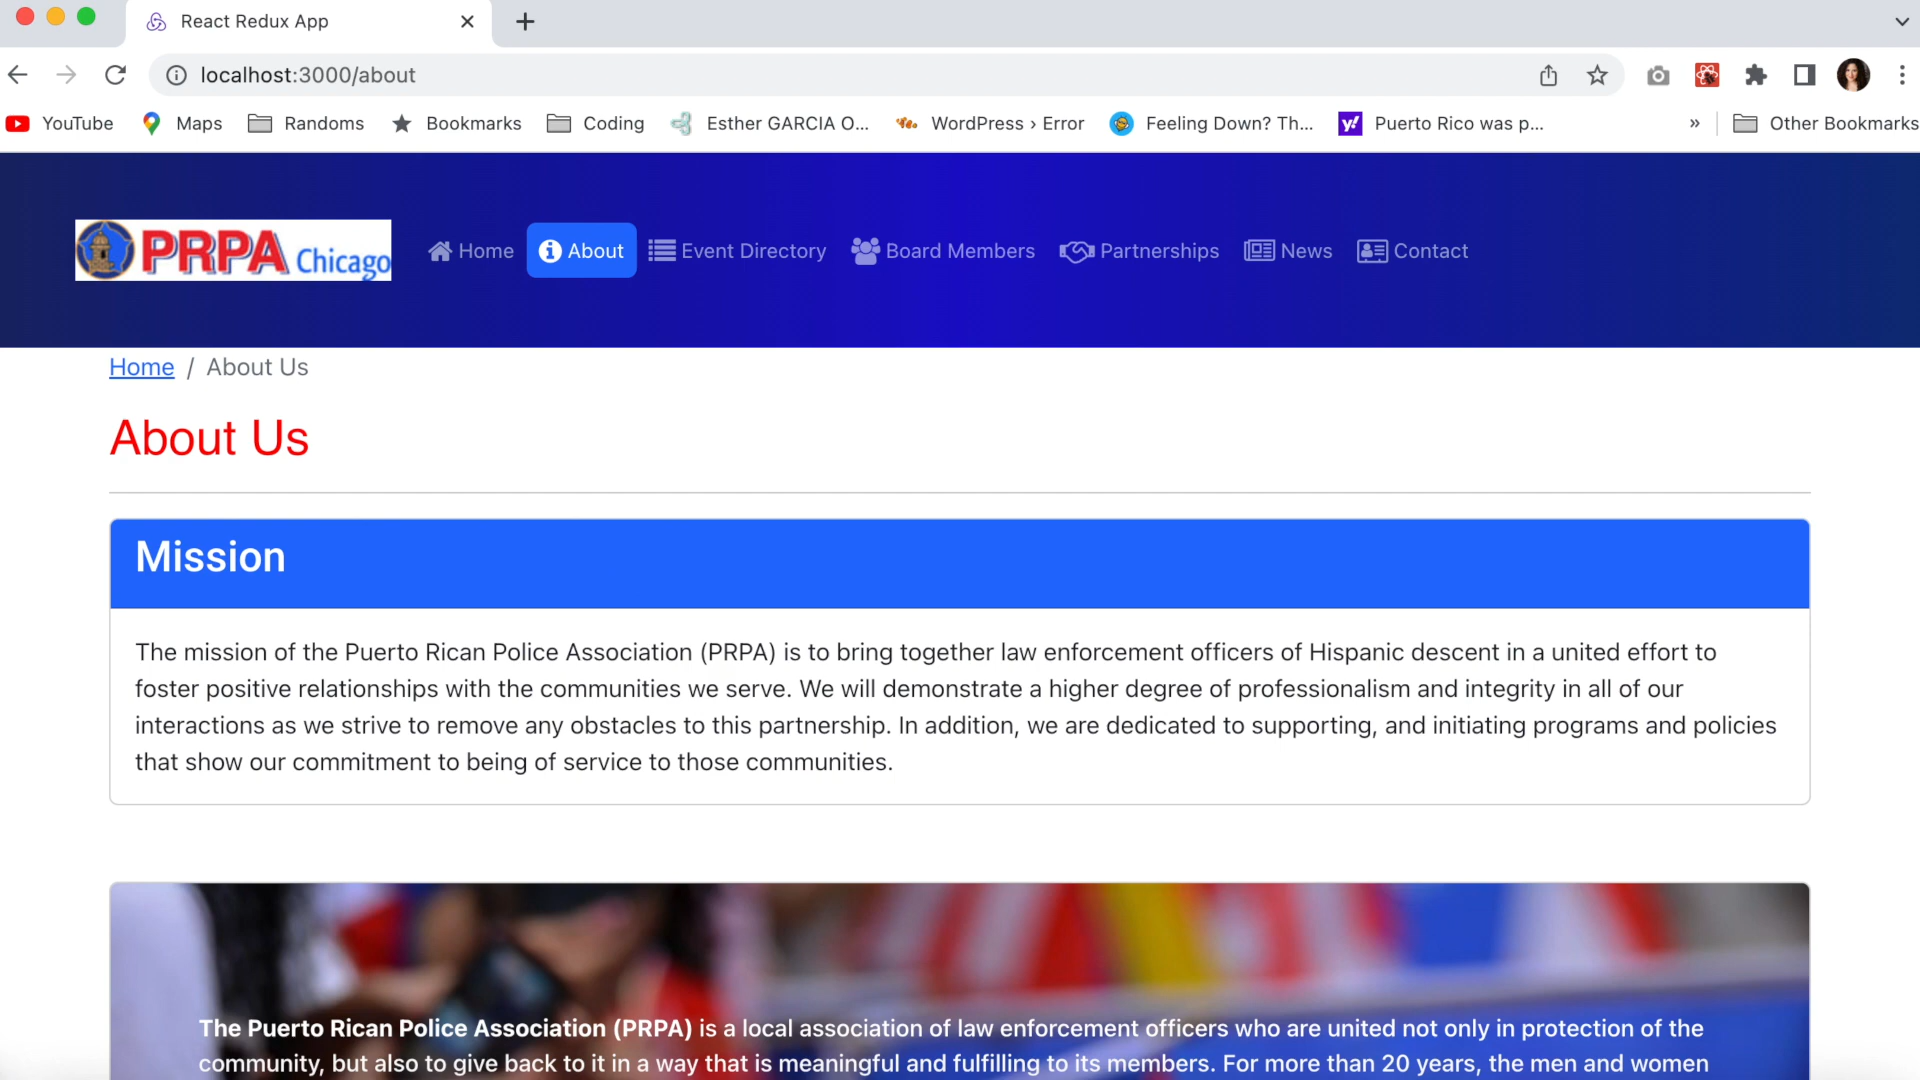 React Redux App
localhost:3000/about
YouTube Maps Randoms Bookmarks Coding Esther GARCIA O... WordPress › Error Feeling Down? Th... Puerto Rico was p... » Other Bookmarks
PRPA Chicago Home About Event Directory Board Members Partnerships News Contact
Home / About Us
About Us
Mission
The mission of the Puerto Rican Police Association (PRPA) is to bring together law enforcement officers of Hispanic descent in a united effort to
foster positive relationships with the communities we serve. We will demonstrate a higher degree of professionalism and integrity in all of our
interactions as we strive to remove any obstacles to this partnership. In addition, we are dedicated to supporting, and initiating programs and policies
that show our commitment to being of service to those communities.
The Puerto Rican Police Association (PRPA) is a local association of law enforcement officers who are united not only in protection of the
community, but also to give back to it in a way that is meaningful and fulfilling to its members. For more than 20 years, the men and women